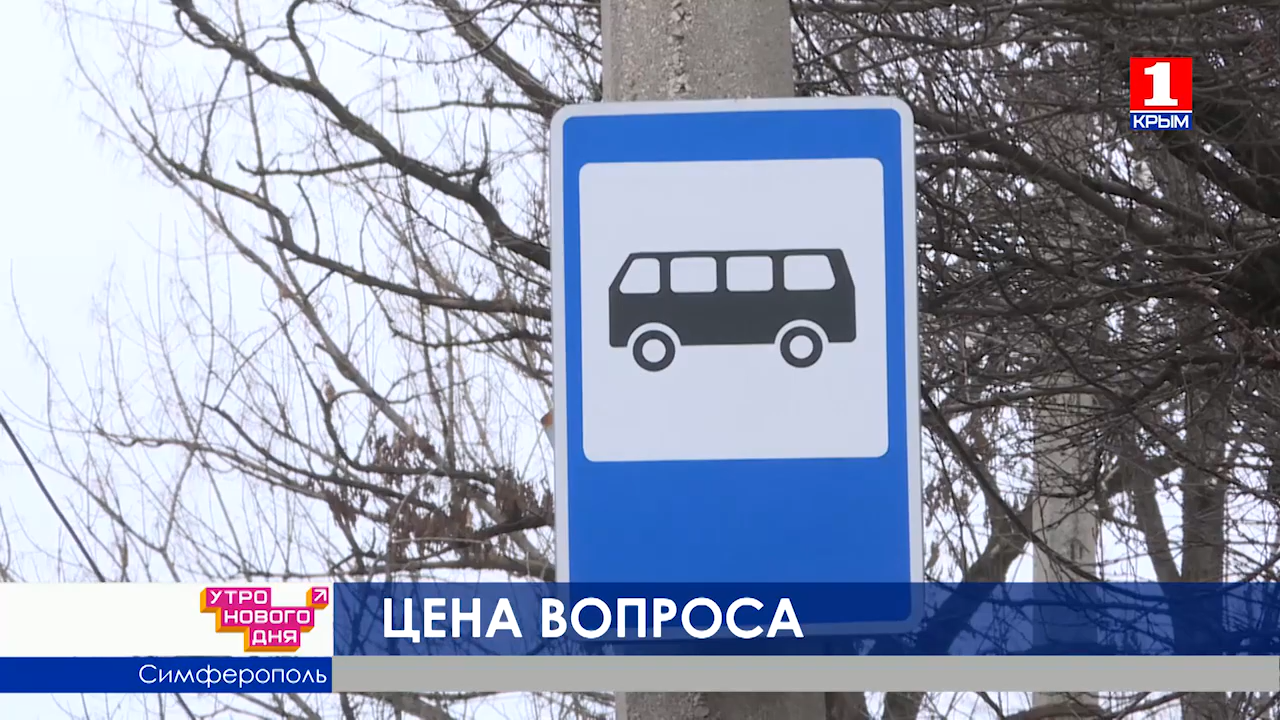 1
КРЫМ
УТРО
НОВОГО
ДНЯ
ЦЕНА ВОПРОСА
Симферополь